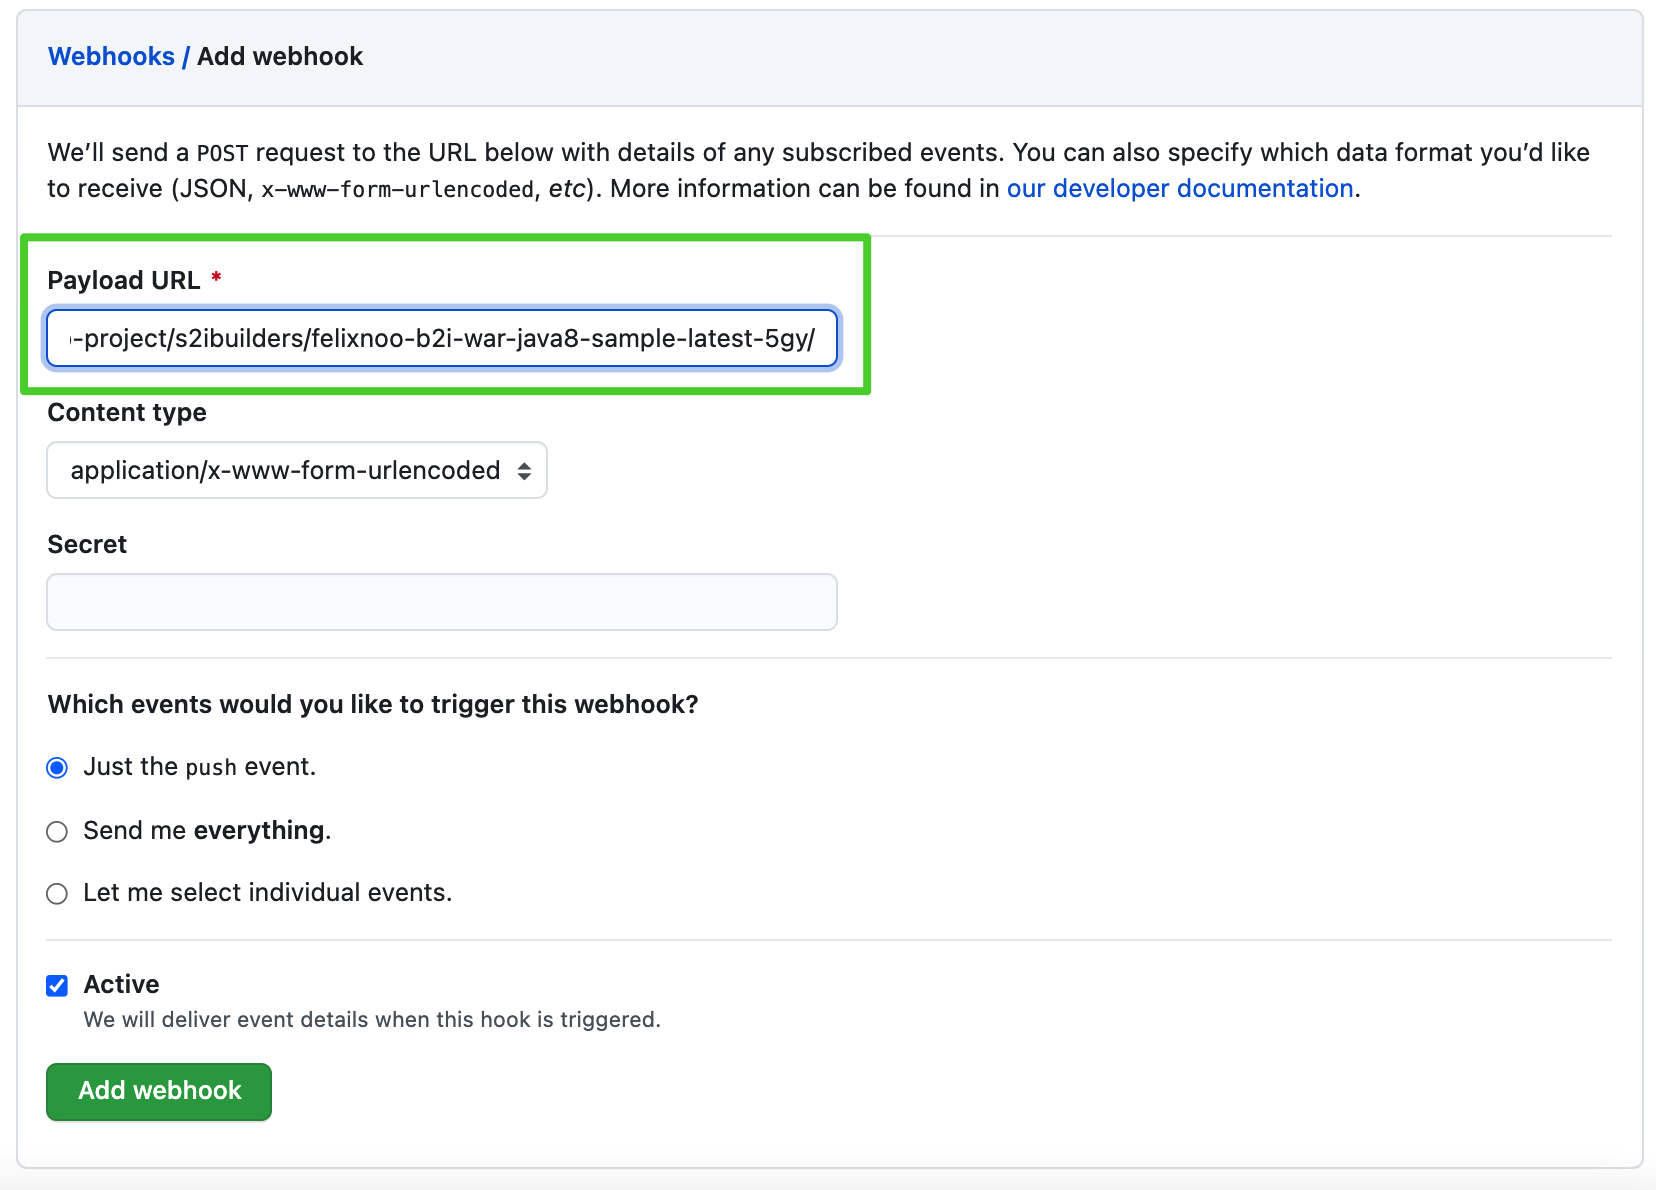 Webhooks / Add webhook
We’ll send a POST request to the URL below with details of any subscribed events. You can also specify which data format you’d like
to receive (JSON, x-www-form-urlencoded, etc). More information can be found in our developer documentation.
Payload URL *
-project/s2ibuilders/felixnoo-b2i-war-java8-sample-latest-5gy/
Content type
application/x-www-form-urlencoded
Secret
Which events would you like to trigger this webhook?
Just the push event.
Send me everything.
Let me select individual events.
Active
We will deliver event details when this hook is triggered.
Add webhook